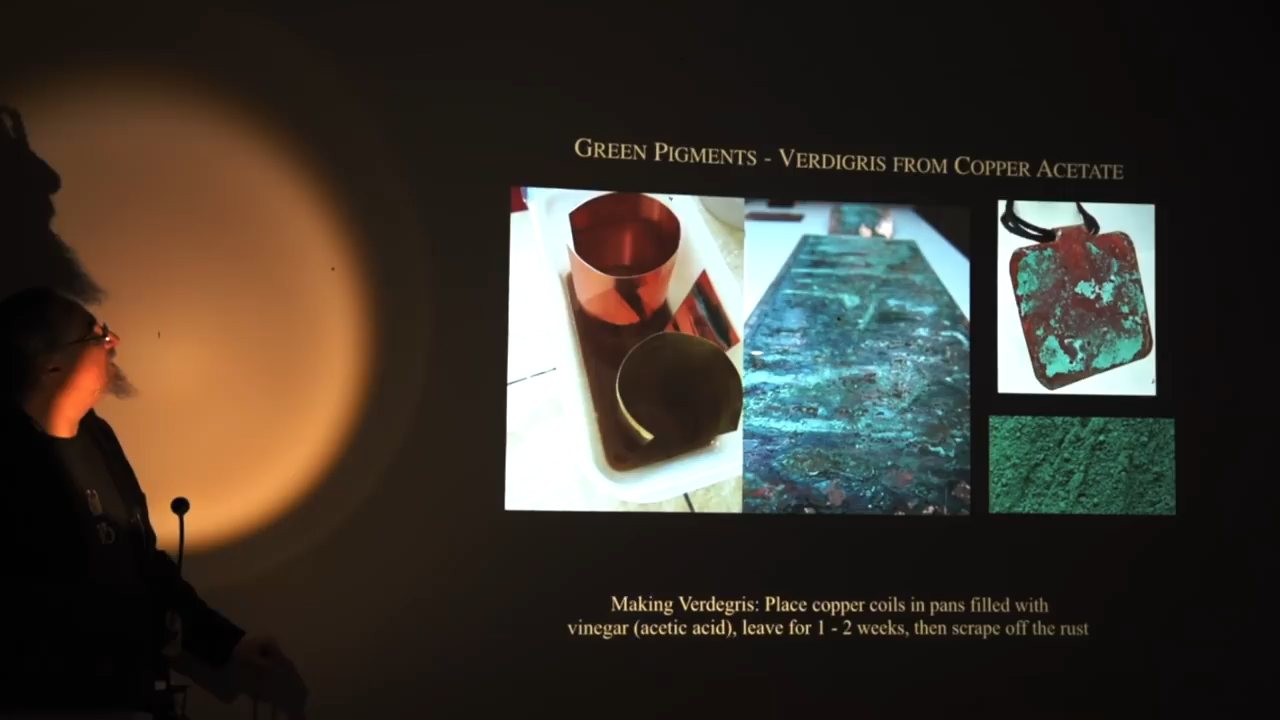 GREEN PIGMENTS - VERDIGRIS FROM COPPER ACETATE
Making Verdegris: Place copper coils in pans filled with
vinegar (acetic acid), leave for 1 - 2 weeks, then scrape off the rust